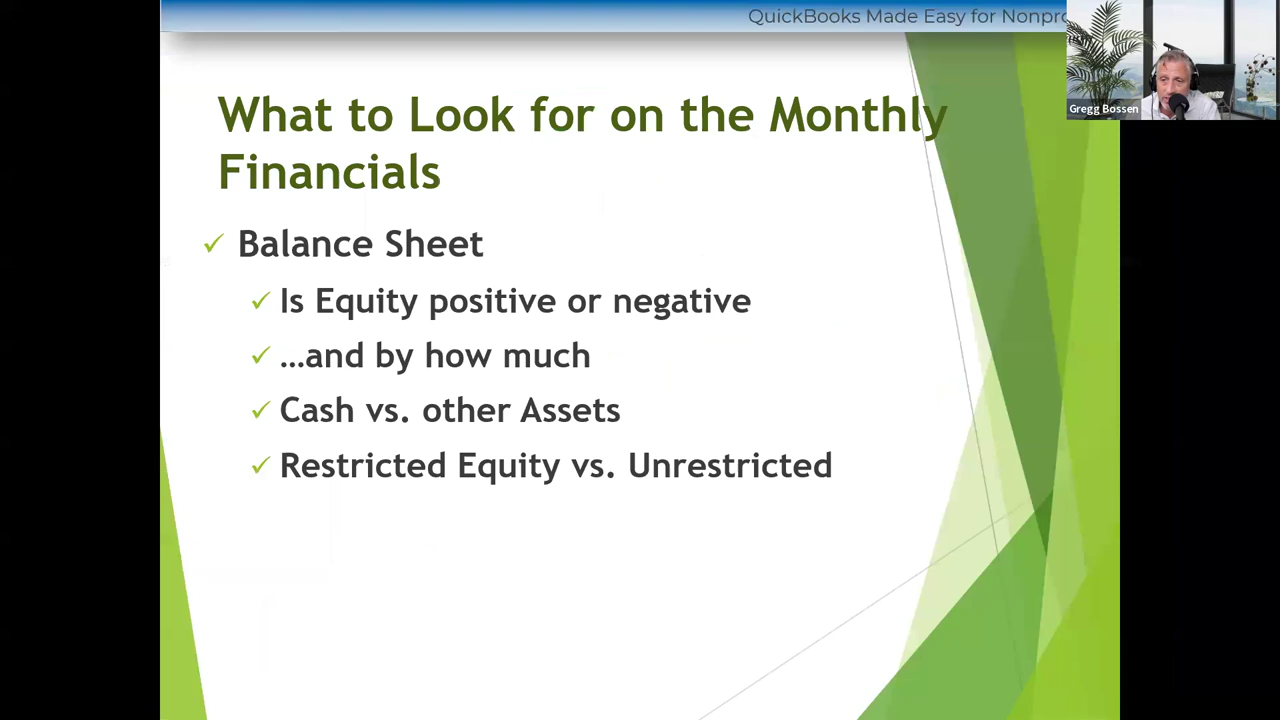 QuickBooks Made Easy for Nonpro
Gregg Bossen
What to Look for on the Monthly
Financials
✓ Balance Sheet
✓ Is Equity positive or negative
✓ …and by how much
✓ Cash vs. other Assets
✓ Restricted Equity vs. Unrestricted